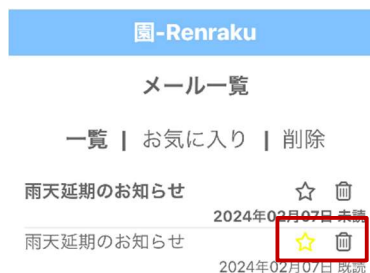 園-Renraku
メール一覧
一覧 | お気に入り | 削除
雨天延期のお知らせ
2024年02月07日 未読
雨天延期のお知らせ
2024年02月07日 既読